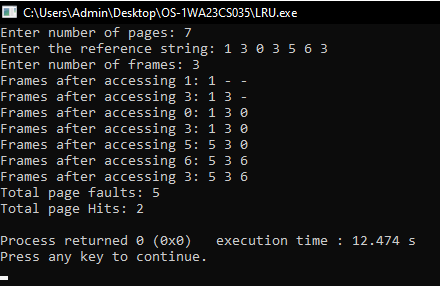 C:\Users\Admin\Desktop\OS-1WA23CS035\LRU.exe
Enter number of pages: 7
Enter the reference string: 1 3 0 3 5 6 3
Enter number of frames: 3
Frames after accessing 1: 1 - -
Frames after accessing 3: 1 3 -
Frames after accessing 0: 1 3 0
Frames after accessing 3: 1 3 0
Frames after accessing 5: 5 3 0
Frames after accessing 6: 5 3 6
Frames after accessing 3: 5 3 6
Total page faults: 5
Total page Hits: 2
Process returned 0 (0x0)   execution time : 12.474 s
Press any key to continue.